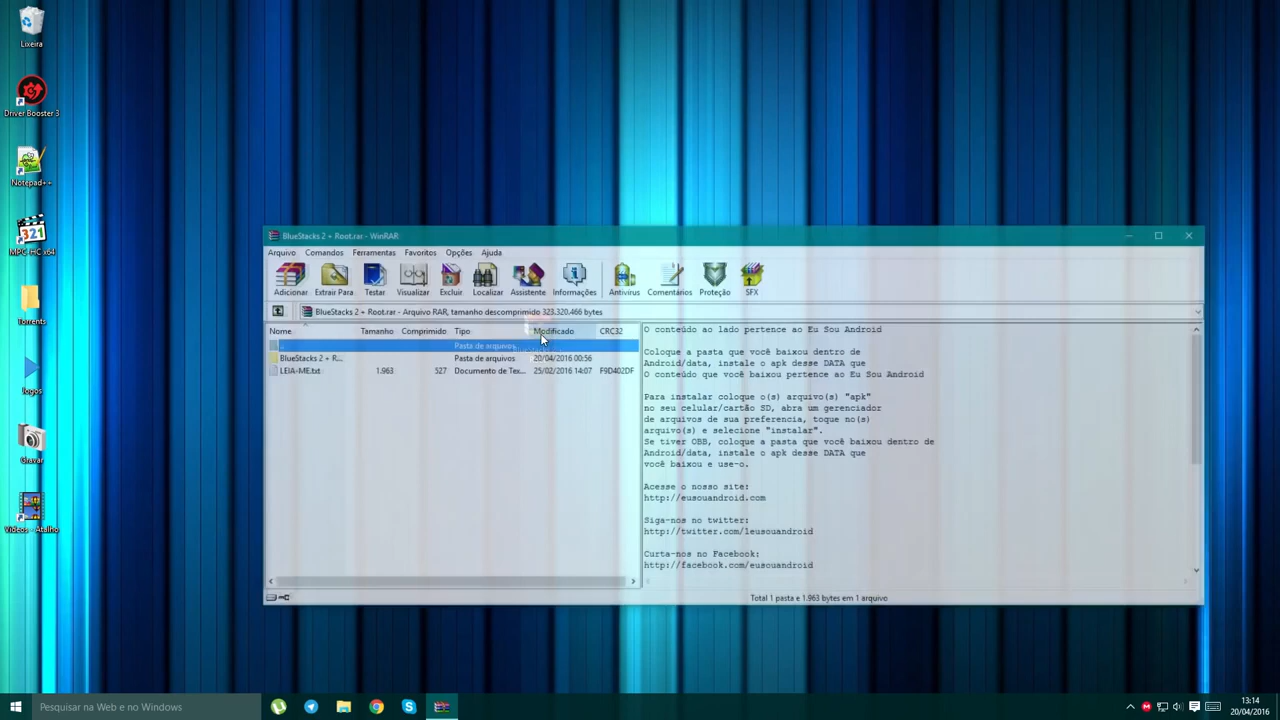 Lixeira
Driver Booster 3
Notepad++
MPC-HC x64
Torrents
Jogos
Gravar
Vídeos - Atalho
BlueStacks 2 + Root.rar - WinRAR
Arquivo Comandos Ferramentas Favoritos Opções Ajuda
Adicionar Extrair Para Testar Visualizar Excluir Localizar Assistente Informações Antivírus Comentários Proteção SFX
BlueStacks 2 + Root.rar - Arquivo RAR, tamanho descomprimido 323.320.466 bytes
Nome Tamanho Comprimido Tipo Modificado CRC32
.. Pasta de arquivos
BlueStacks 2 + R... Pasta de arquivos 20/04/2016 00:56
LEIA-ME.txt 1.963 527 Documento de Tex... 25/02/2016 14:07 F9D402DF
O conteúdo ao lado pertence ao Eu Sou Android
Coloque a pasta que você baixou dentro de
Android/data, instale o apk desse DATA que
O conteúdo que você baixou pertence ao Eu Sou Android
Para instalar coloque o(s) arquivo(s) "apk"
no seu celular/cartão SD, abra um gerenciador
de arquivos de sua preferencia, toque no(s)
arquivo(s) e selecione "instalar".
Se tiver OBB, coloque a pasta que você baixou dentro de
Android/data, instale o apk desse DATA que
você baixou e use-o.
Acesse o nosso site:
http://eusouandroid.com
Siga-nos no twitter:
http://twitter.com/leusouandroid
Curta-nos no Facebook:
http://facebook.com/eusouandroid
Total 1 pasta e 1.963 bytes em 1 arquivo
Pesquisar na Web e no Windows
13:14
20/04/2016